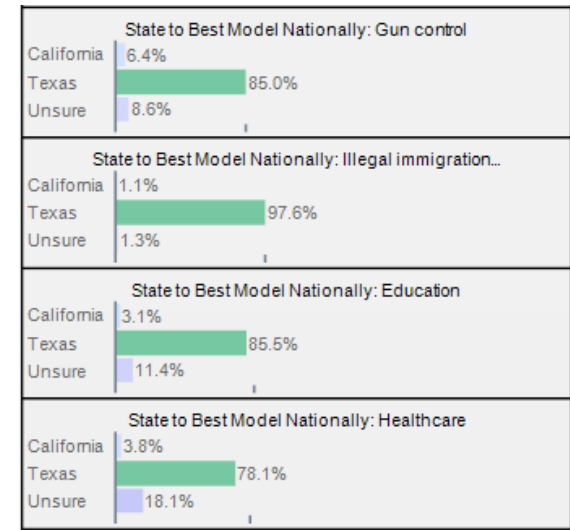 State to Best Model Nationally: Gun control
California 6.4%
Texas 85.0%
Unsure 8.6%
State to Best Model Nationally: Illegal immigration...
California 1.1%
Texas 97.6%
Unsure 1.3%
State to Best Model Nationally: Education
California 3.1%
Texas 85.5%
Unsure 11.4%
State to Best Model Nationally: Healthcare
California 3.8%
Texas 78.1%
Unsure 18.1%